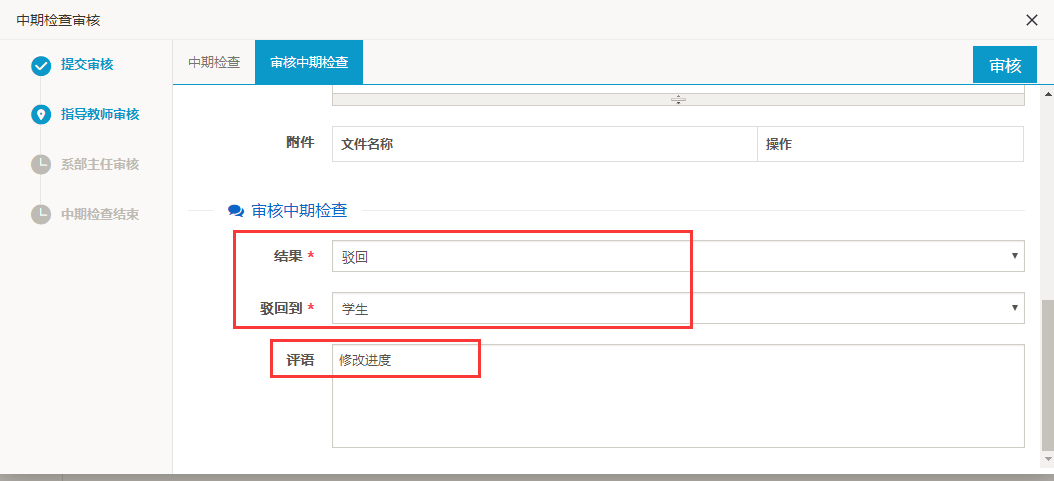 中期检查审核
提交审核
指导教师审核
系部主任审核
中期检查结束
中期检查 审核中期检查 审核
附件 文件名称 操作
审核中期检查
结果 * 驳回
驳回到 * 学生
评语 修改进度